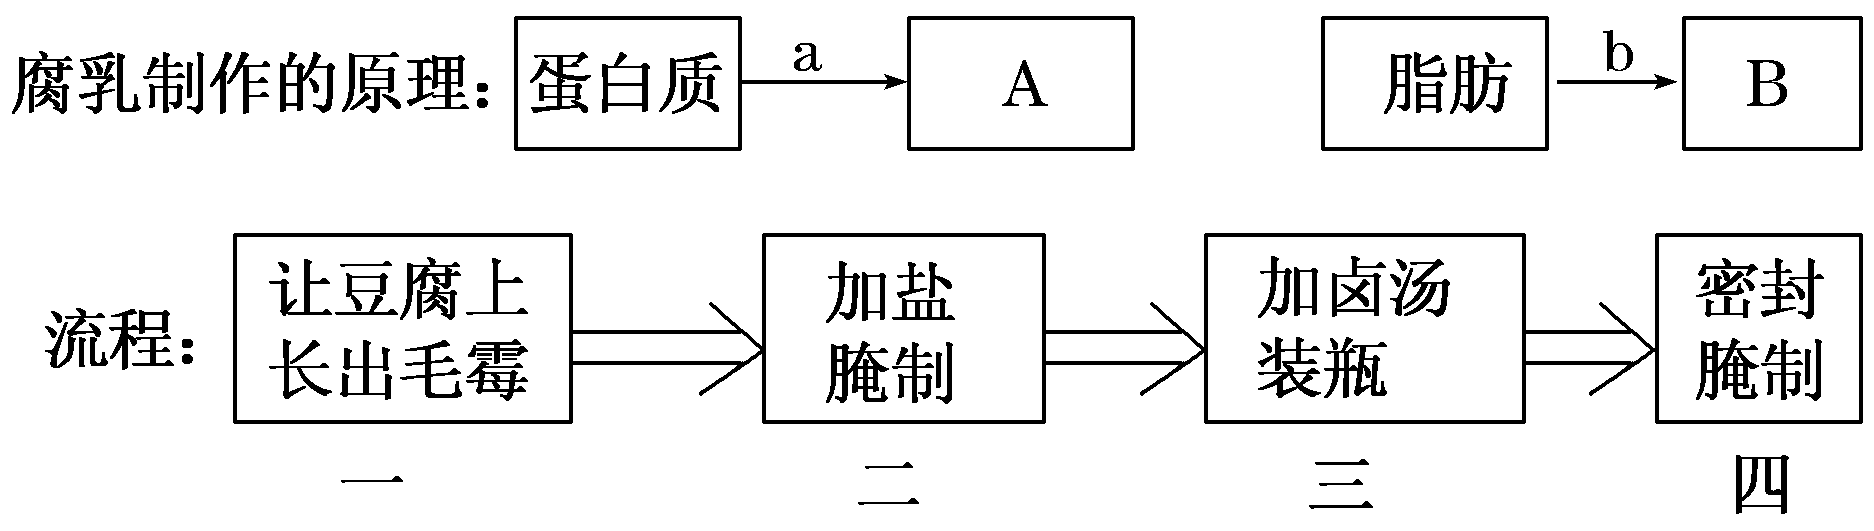 腐乳制作的原理：蛋白质 a A 脂肪 b B
流程：让豆腐上长出毛霉 加盐腌制 加卤汤装瓶 密封腌制
一 二 三 四